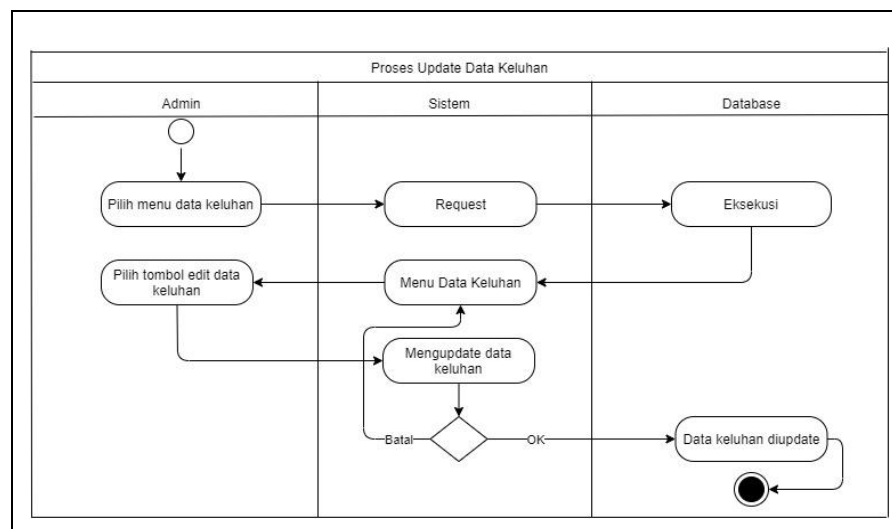 Proses Update Data Keluhan
Admin
Sistem
Database
Pilih menu data keluhan
Request
Eksekusi
Pilih tombol edit data
keluhan
Menu Data Keluhan
Mengupdate data
keluhan
Batal
OK
Data keluhan diupdate